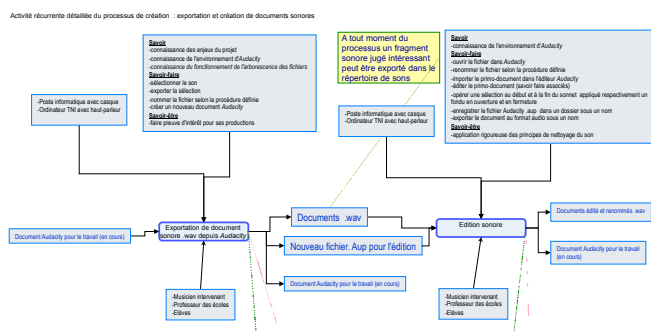 Activité récurrente détaillée du processus de création : exportation et création de documents sonores
Savoir
-connaissance des enjeux du projet
-connaissance de l'environnement d'Audacity
-connaissance du fonctionnement de l'arborescence des fichiers
Savoir-faire
-sélectionner le son
-exporter la sélection
-nommer le fichier selon la procédure définie
-créer un nouveau document Audacity
Savoir-être
-faire preuve d'intérêt pour ses productions
A tout moment du
processus un fragment
sonore jugé intéressant
peut être exporté dans le
répertoire de sons
Savoir
-connaissance de l'environnement d'Audacity
Savoir-faire
-ouvrir le fichier dans Audacity
-renommer le fichier selon la procédure définie
-importer le primo-document dans l'éditeur Audacity
-éditer le primo-document (savoir faire associés)
-opérer une sélection au début et à la fin du sonnet appliqué respectivement un
fondu en ouverture et en fermeture
-enregistrer le fichier Audacity .aup dans un dossier sous un nom
-exporter le document au format audio sous un nom
Savoir-être
-application rigoureuse des principes de nettoyage du son
-Poste informatique avec casque
-Ordinateur TNI avec haut-parleur
-Poste informatique avec casque
-Ordinateur TNI avec haut-parleur
Document Audacity pour le travail (en cours)
Exportation de document
sonore .wav depuis Audacity
Documents .wav
Nouveau fichier. Aup pour l'édition
Document Audacity pour le travail (en cours)
Edition sonore
Documents édité et renommés .wav
Document Audacity pour le travail
(en cours)
-Musicien intervenant
-Professeur des écoles
-Elèves
-Musicien intervenant
-Professeur des écoles
-Elèves